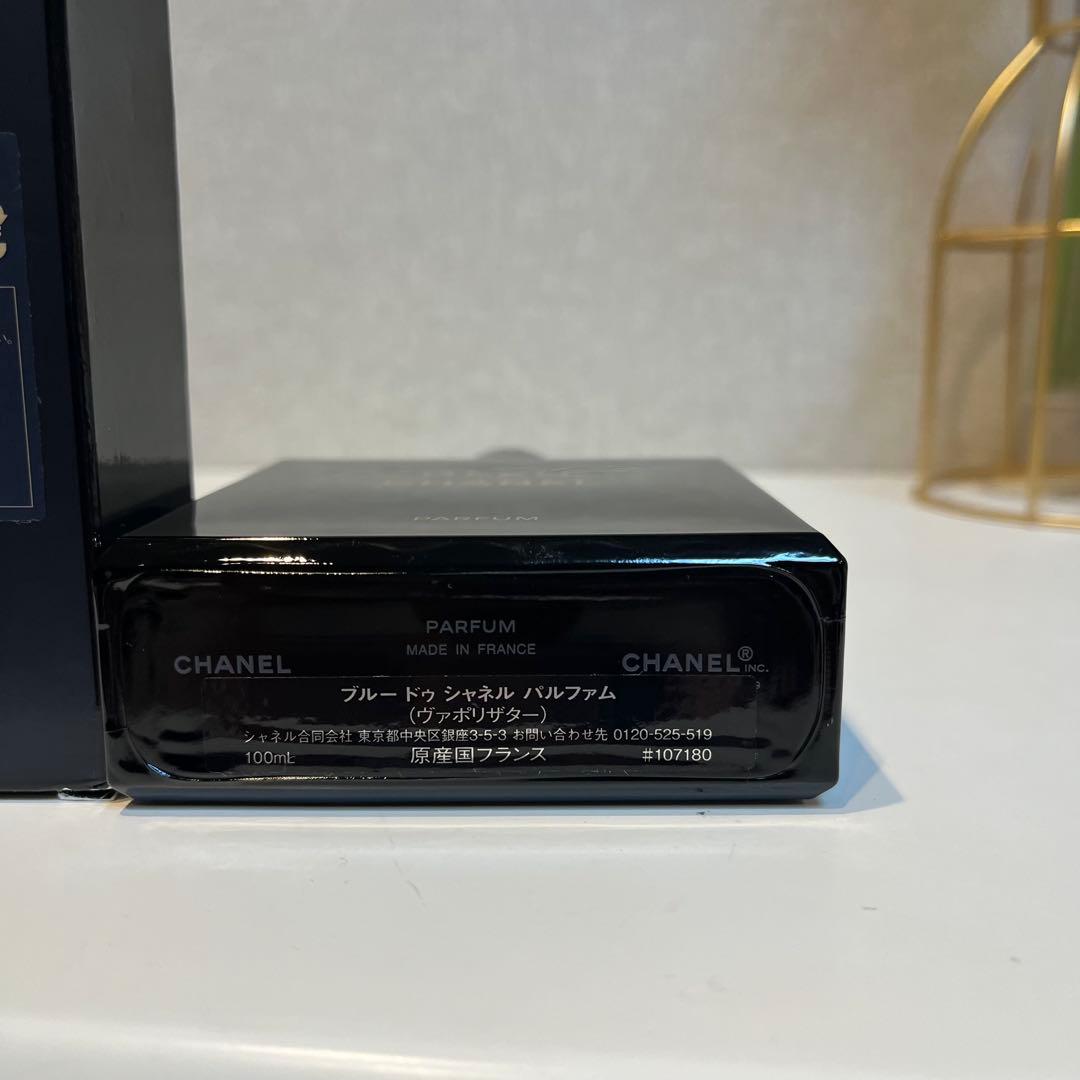 CHANEL
PARFUM
PARFUM
MADE IN FRANCE
CHANEL
CHANEL® INC.
ブルー ドゥ シャネル パルファム
(ヴァポリザター)
シャネル合同会社 東京都中央区銀座3-5-3 お問い合わせ先 0120-525-519
100mL 原産国フランス #107180